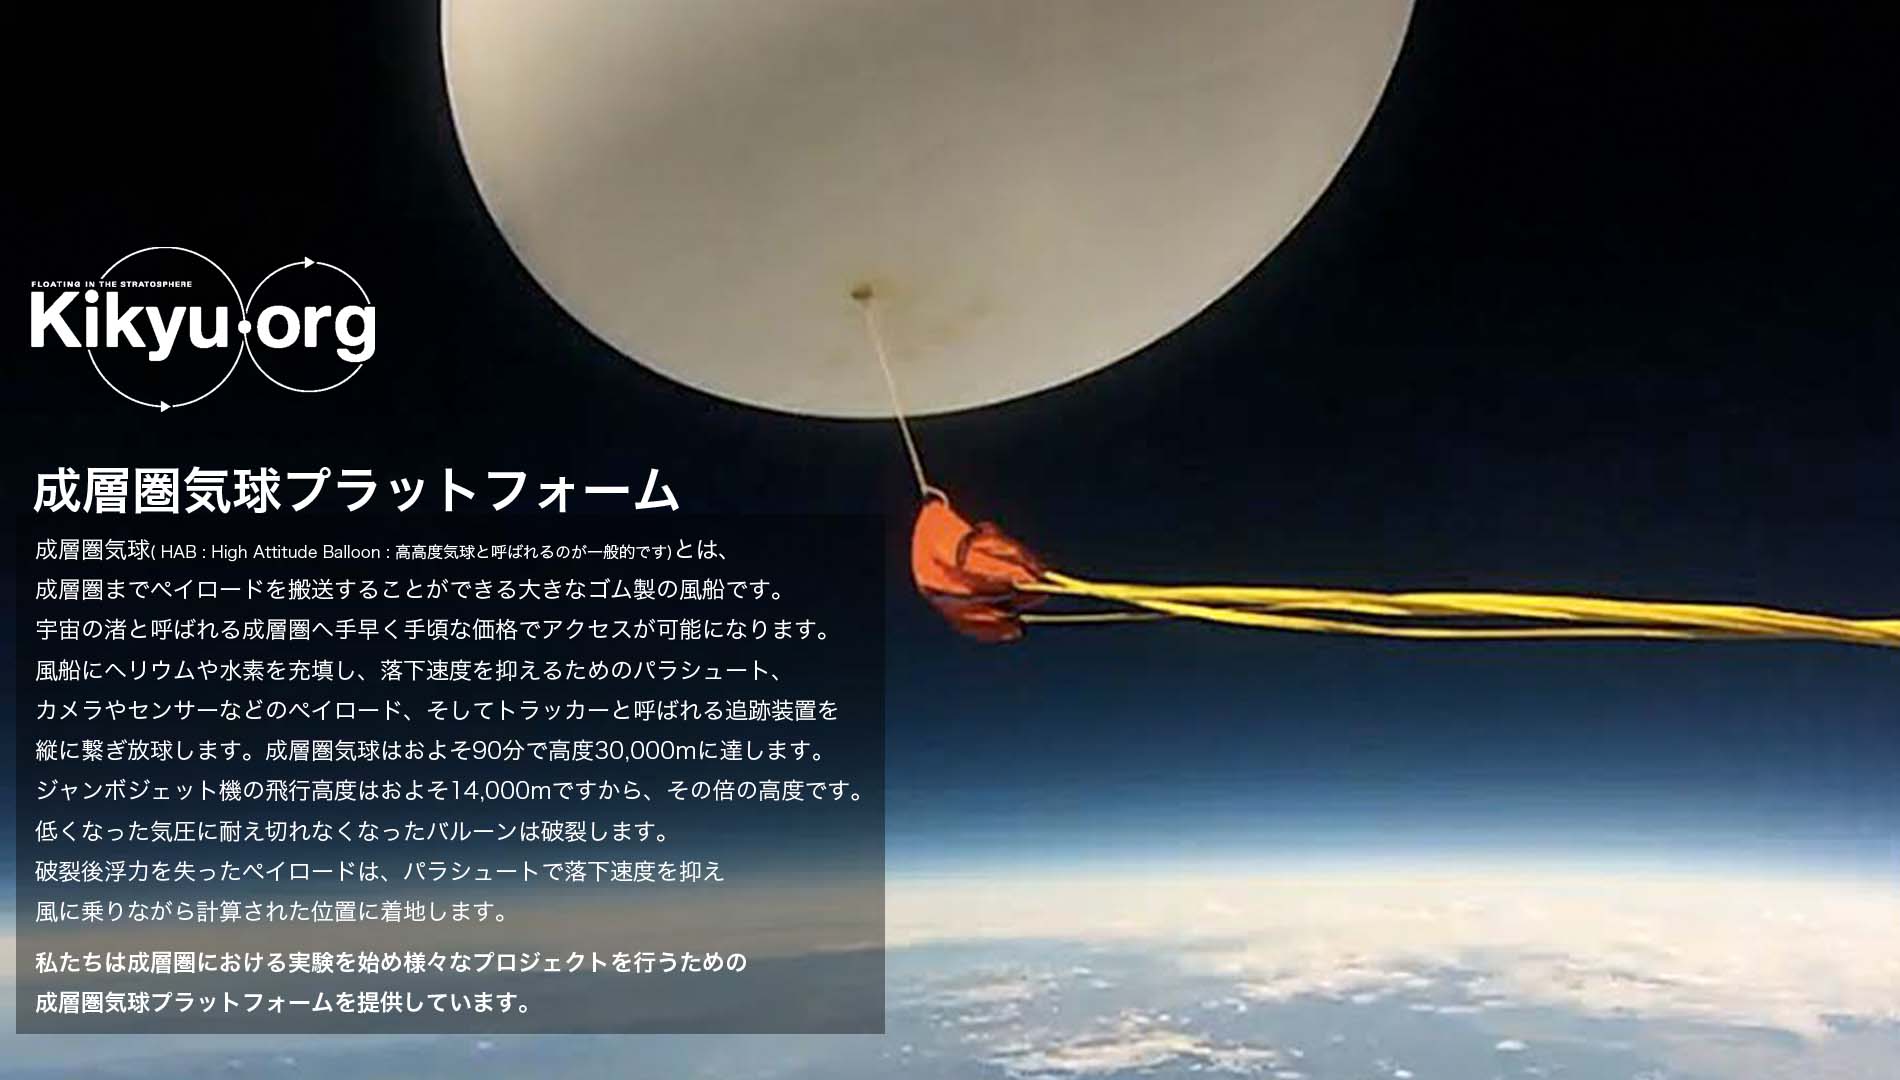 FLOATING IN THE STRATOSPHERE
Kikyu.org
成層圏気球プラットフォーム
成層圏気球( HAB : High Attitude Balloon : 高高度気球と呼ばれるのが一般的です)とは、
成層圏までペイロードを搬送することができる大きなゴム製の風船です。
宇宙の渚と呼ばれる成層圏へ手早く手頃な価格でアクセスが可能になります。
風船にヘリウムや水素を充填し、落下速度を抑えるためのパラシュート、
カメラやセンサーなどのペイロード、そしてトラッカーと呼ばれる追跡装置を
縦に繋ぎ放球します。成層圏気球はおよそ90分で高度30,000mに達します。
ジャンボジェット機の飛行高度はおよそ14,000mですから、その倍の高度です。
低くなった気圧に耐え切れなくなったバルーンは破裂します。
破裂後浮力を失ったペイロードは、パラシュートで落下速度を抑え
風に乗りながら計算された位置に着地します。
私たちは成層圏における実験を始め様々なプロジェクトを行うための
成層圏気球プラットフォームを提供しています。